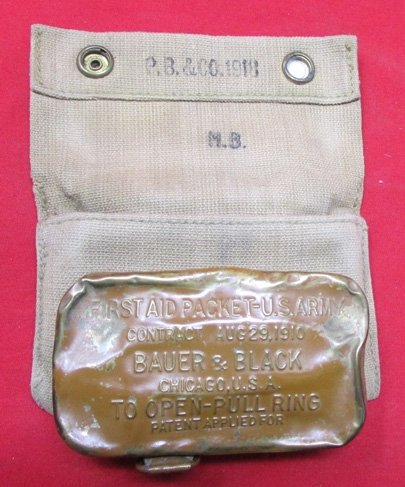 P.B.&CO.1918
M.B.
FIRST AID PACKET-U.S.ARMY
CONTRACT AUG.29,1910
BAUER & BLACK
CHICAGO,U.S.A.
TO OPEN-PULL RING
PATENT APPLIED FOR